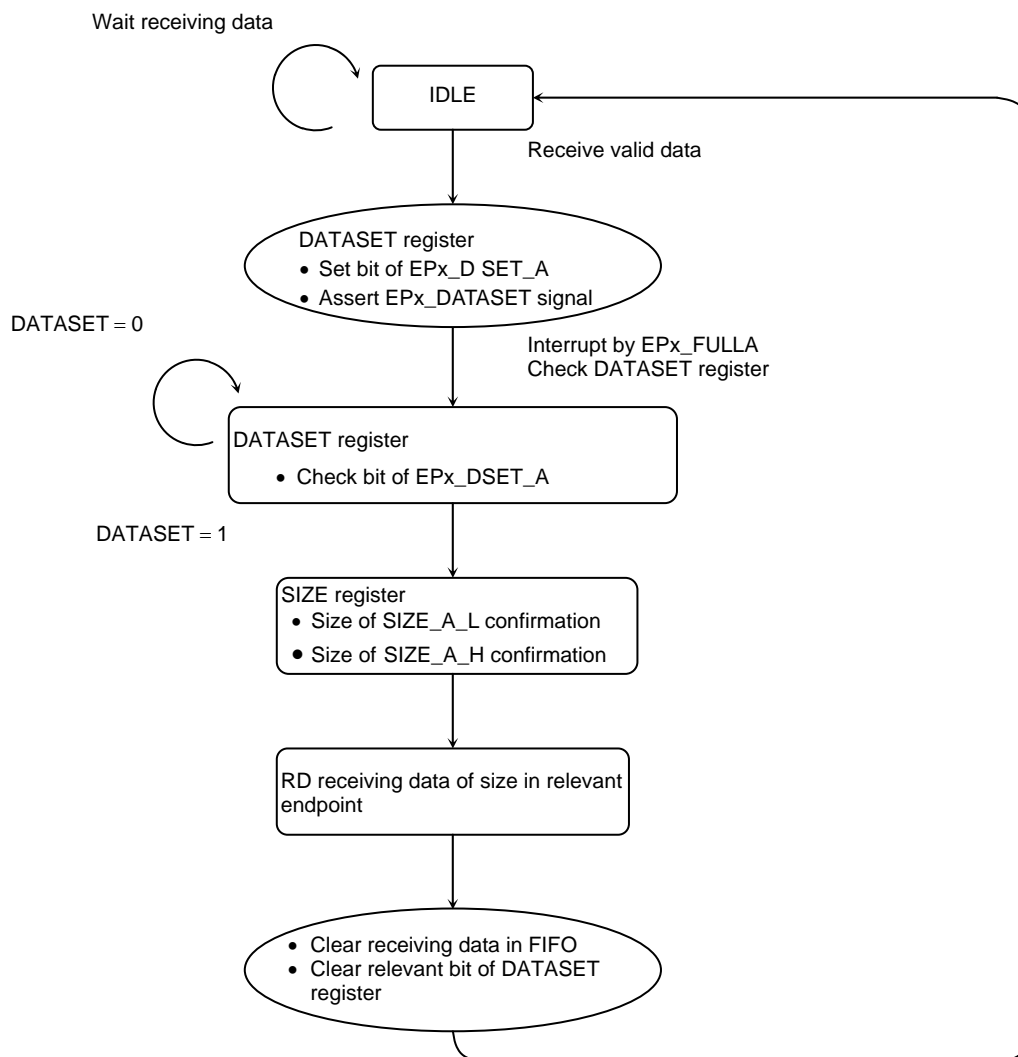 Wait receiving data
IDLE
Receive valid data
DATASET register
• Set bit of EPx_D SET_A
• Assert EPx_DATASET signal
DATASET = 0
Interrupt by EPx_FULLA
Check DATASET register
DATASET register
• Check bit of EPx_DSET_A
DATASET = 1
SIZE register
• Size of SIZE_A_L confirmation
• Size of SIZE_A_H confirmation
RD receiving data of size in relevant
endpoint
• Clear receiving data in FIFO
• Clear relevant bit of DATASET
register